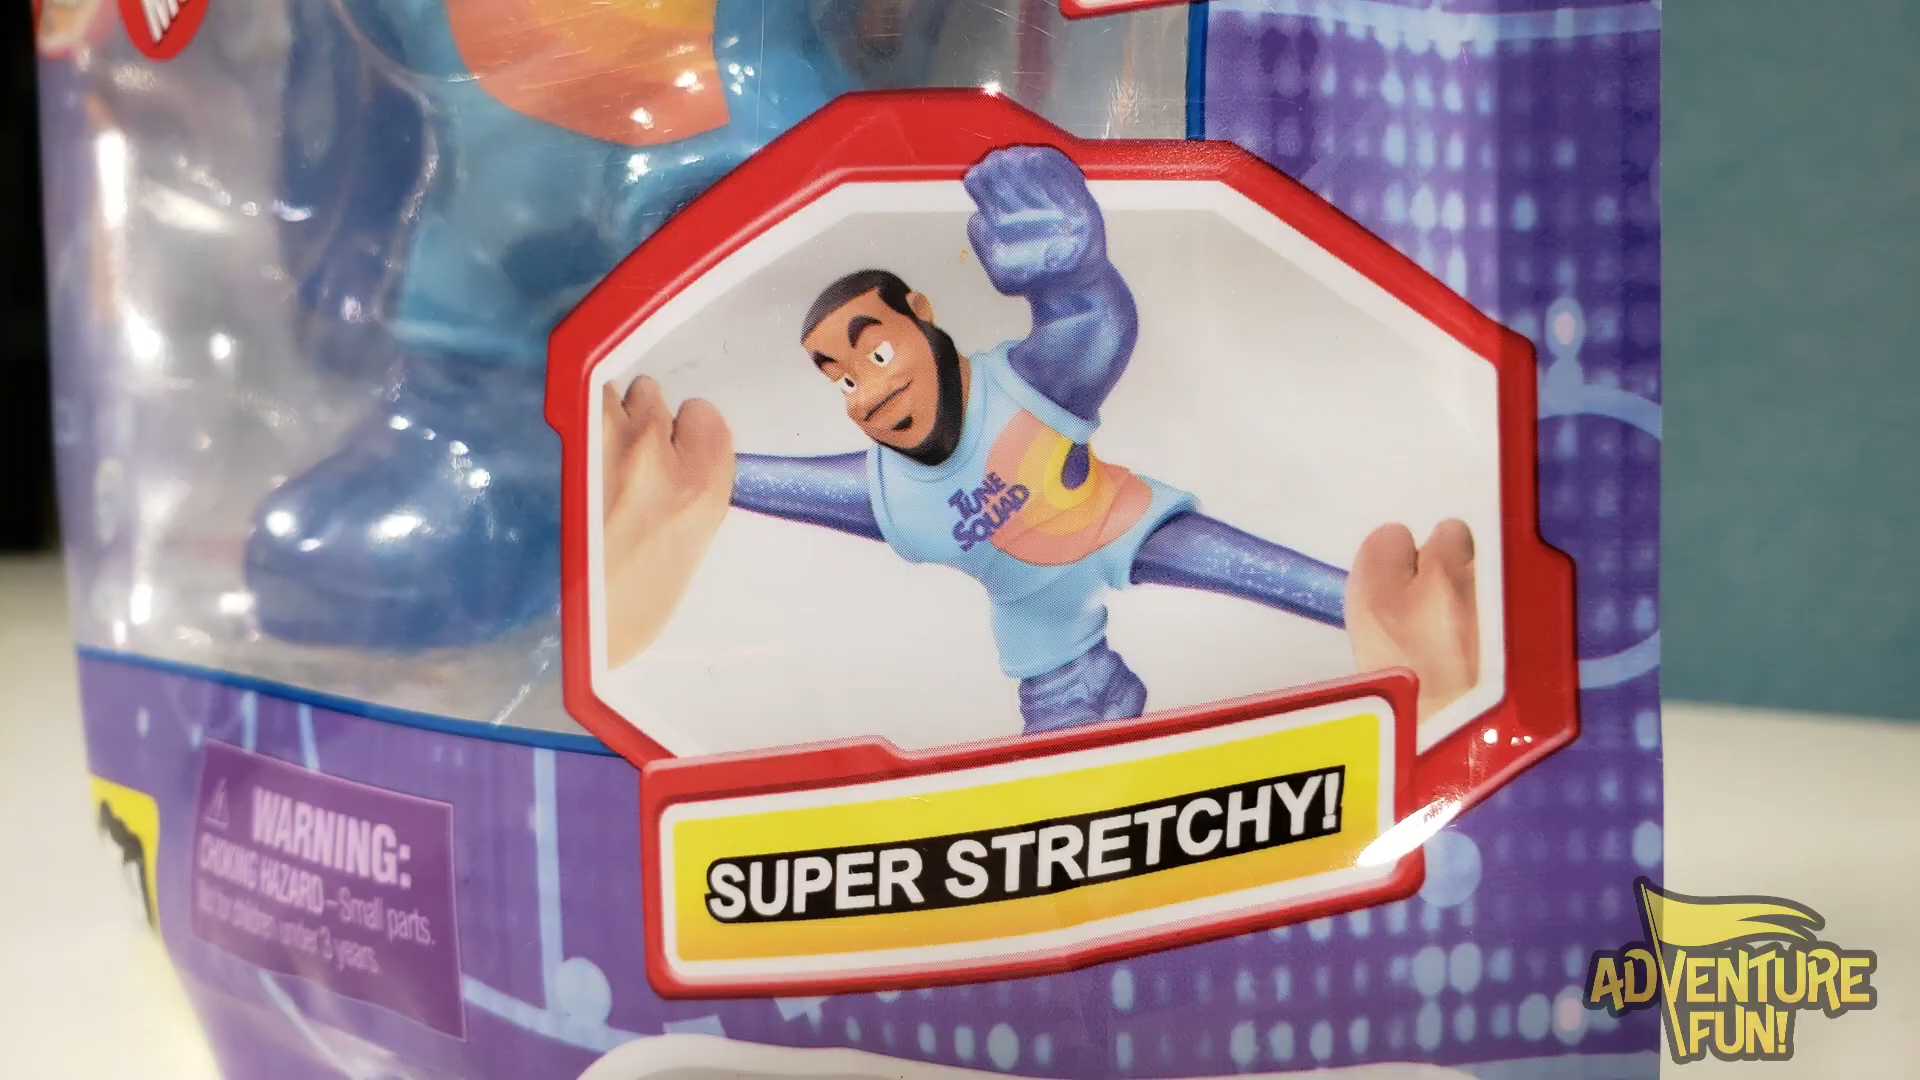 TUNE
SQUAD
SUPER STRETCHY!
WARNING:
CHOKING HAZARD – Small parts.
Not for children under 3 years.
ADVENTURE
FUN!